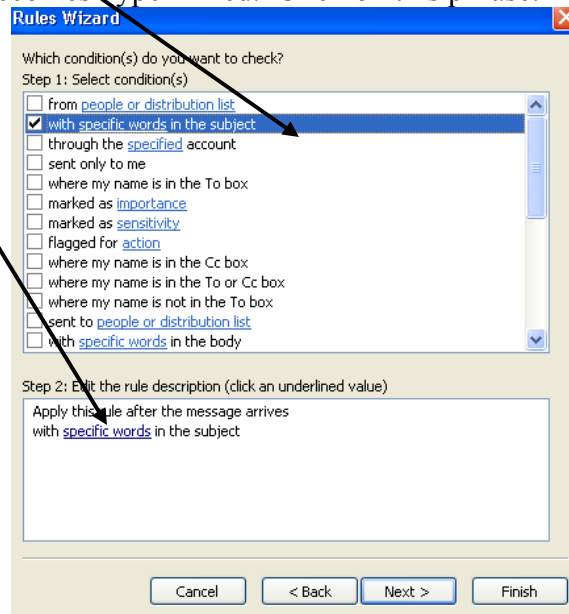 Rules Wizard
Which condition(s) do you want to check?
Step 1: Select condition(s)
from people or distribution list
with specific words in the subject
through the specified account
sent only to me
where my name is in the To box
marked as importance
marked as sensitivity
flagged for action
where my name is in the Cc box
where my name is in the To or Cc box
where my name is not in the To box
sent to people or distribution list
with specific words in the body
Step 2: Edit the rule description (click an underlined value)
Apply this rule after the message arrives
with specific words in the subject
Cancel < Back Next > Finish